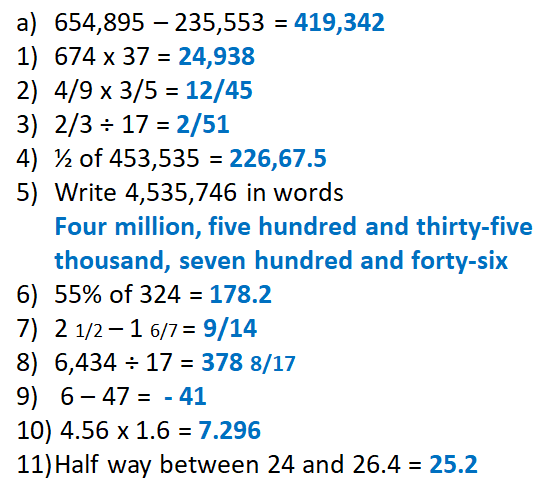 a) 654,895 – 235,553 = 419,342
1) 674 x 37 = 24,938
2) 4/9 x 3/5 = 12/45
3) 2/3 ÷ 17 = 2/51
4) ½ of 453,535 = 226,67.5
5) Write 4,535,746 in words
Four million, five hundred and thirty-five
thousand, seven hundred and forty-six
6) 55% of 324 = 178.2
7) 2 1/2 – 1 6/7 = 9/14
8) 6,434 ÷ 17 = 378 8/17
9) 6 – 47 = - 41
10) 4.56 x 1.6 = 7.296
11) Half way between 24 and 26.4 = 25.2